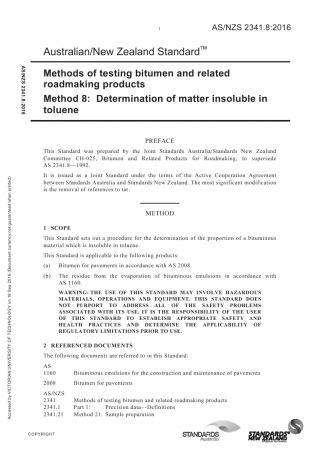 1
AS/NZS 2341.8:2016
Australian/New Zealand Standard™
Methods of testing bitumen and related
roadmaking products
Method 8: Determination of matter insoluble in
toluene
PREFACE
This Standard was prepared by the Joint Standards Australia/Standards New Zealand
Committee CH-025, Bitumen and Related Products for Roadmaking, to supersede
AS 2341.8—1992.
It is issued as a Joint Standard under the terms of the Active Cooperation Agreement
between Standards Australia and Standards New Zealand. The most significant modification
is the removal of references to tar.
METHOD
1 SCOPE
This Standard sets out a procedure for the determination of the proportion of a bituminous
material which is insoluble in toluene.
This Standard is applicable to the following products:
(a) Bitumen for pavements in accordance with AS 2008.
(b) The residue from the evaporation of bituminous emulsions in accordance with
AS 1160.
WARNING: THE USE OF THIS STANDARD MAY INVOLVE HAZARDOUS
MATERIALS, OPERATIONS AND EQUIPMENT. THIS STANDARD DOES
NOT PURPORT TO ADDRESS ALL OF THE SAFETY PROBLEMS
ASSOCIATED WITH ITS USE. IT IS THE RESPONSIBILITY OF THE USER
OF THIS STANDARD TO ESTABLISH APPROPRIATE SAFETY AND
HEALTH PRACTICES AND DETERMINE THE APPLICABILITY OF
REGULATORY LIMITATIONS PRIOR TO USE.
2 REFERENCED DOCUMENTS
The following documents are referred to in this Standard:
AS
1160 Bituminous emulsions for the construction and maintenance of pavements
2008 Bitumen for pavements
AS/NZS
2341 Methods of testing bitumen and related roadmaking products
2341.1 Part 1: Precision data—Definitions
2341.21 Method 21: Sample preparation
COPYRIGHT
STANDARDS
Australia
STANDARDS
NEW ZEALAND
AS/NZS 2341.8:2016
Accessed by VICTORIAN UNIVERSITY OF TECHNOLOGY on 16 Sep 2016 (Document currency not guaranteed when printed)